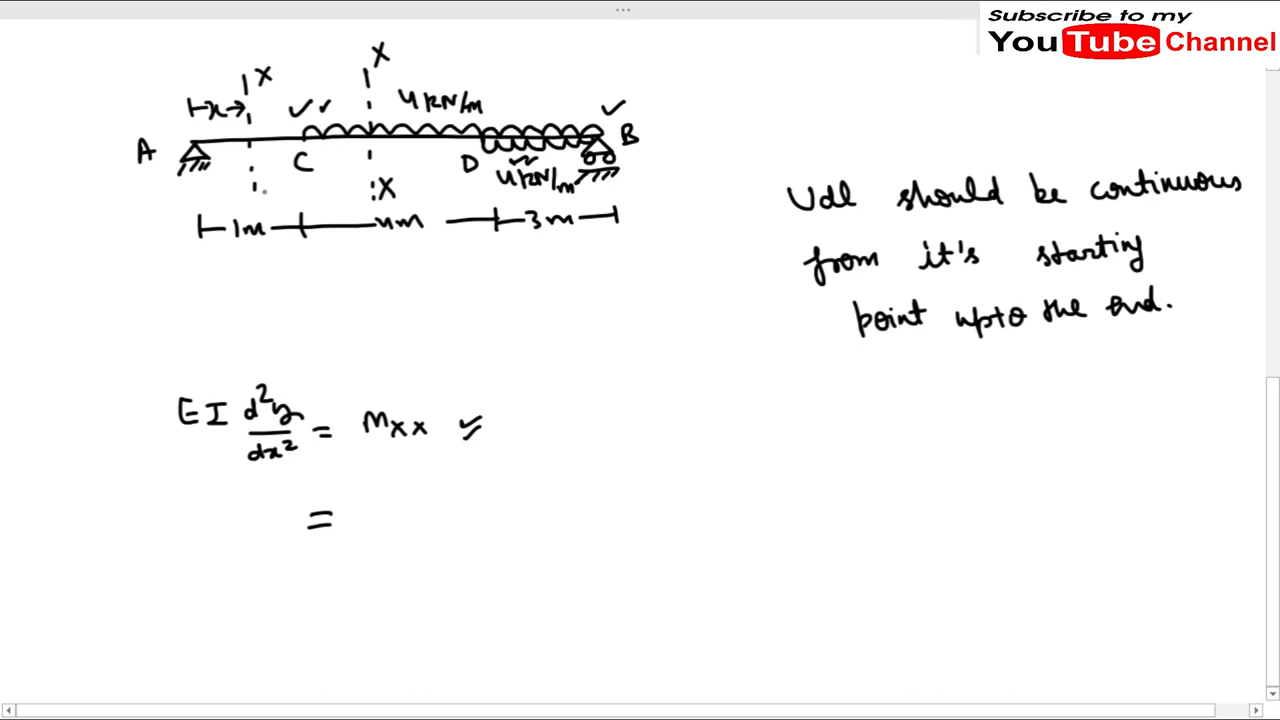 Subscribe to my
YouTube Channel
X
X
x
4 kN/m
A
B
C
D
4 kN/m
X
1m
4m
3m
Udl should be continuous
from it's starting
point upto the end.
EI d²y/dx² = Mxx
=